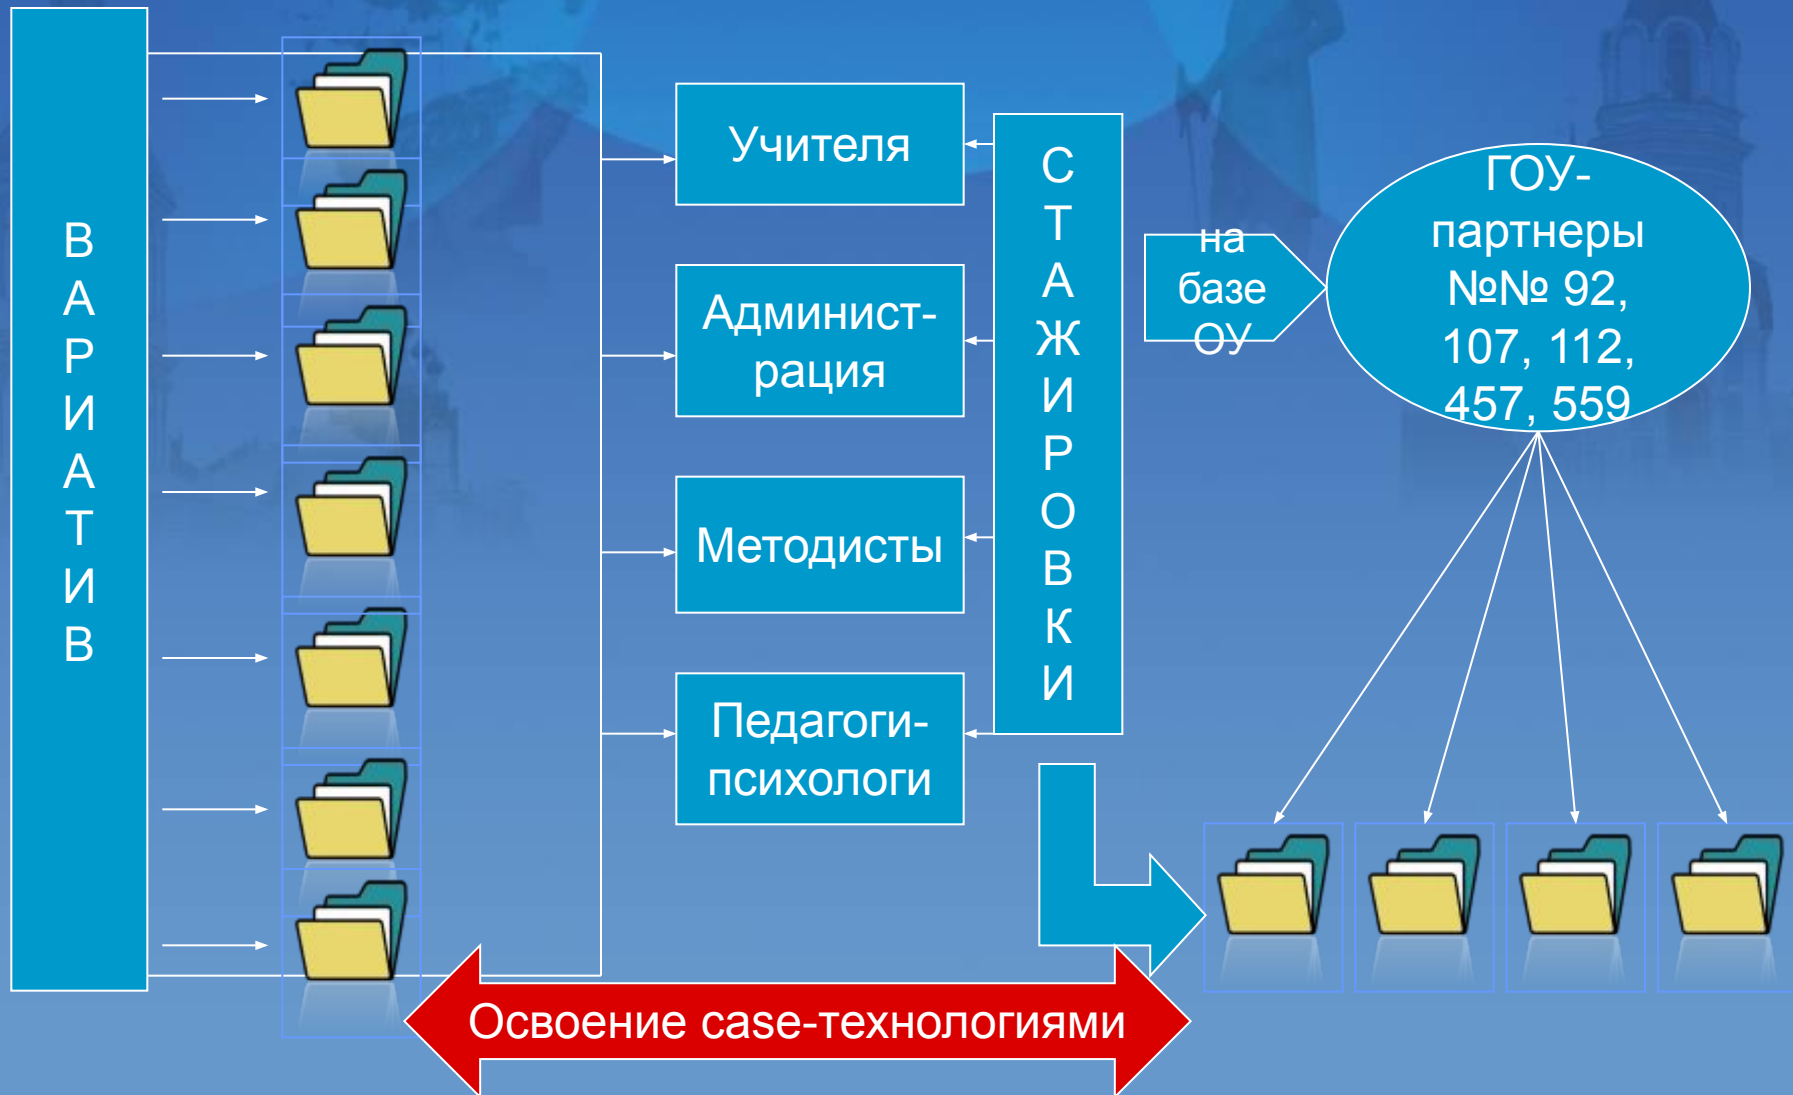 В
А
Р
И
А
Т
И
В
Учителя
Админист-
рация
Методисты
Педагоги-
психологи
С
Т
А
Ж
И
Р
О
В
К
И
на
базе
ОУ
ГОУ-
партнеры
№№ 92,
107, 112,
457, 559
Освоение case-технологиями